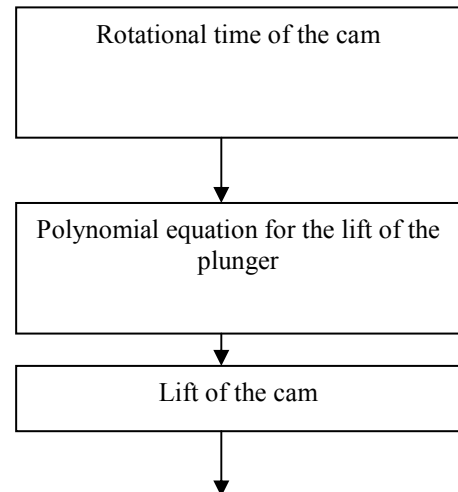 Rotational time of the cam
Polynomial equation for the lift of the
plunger
Lift of the cam